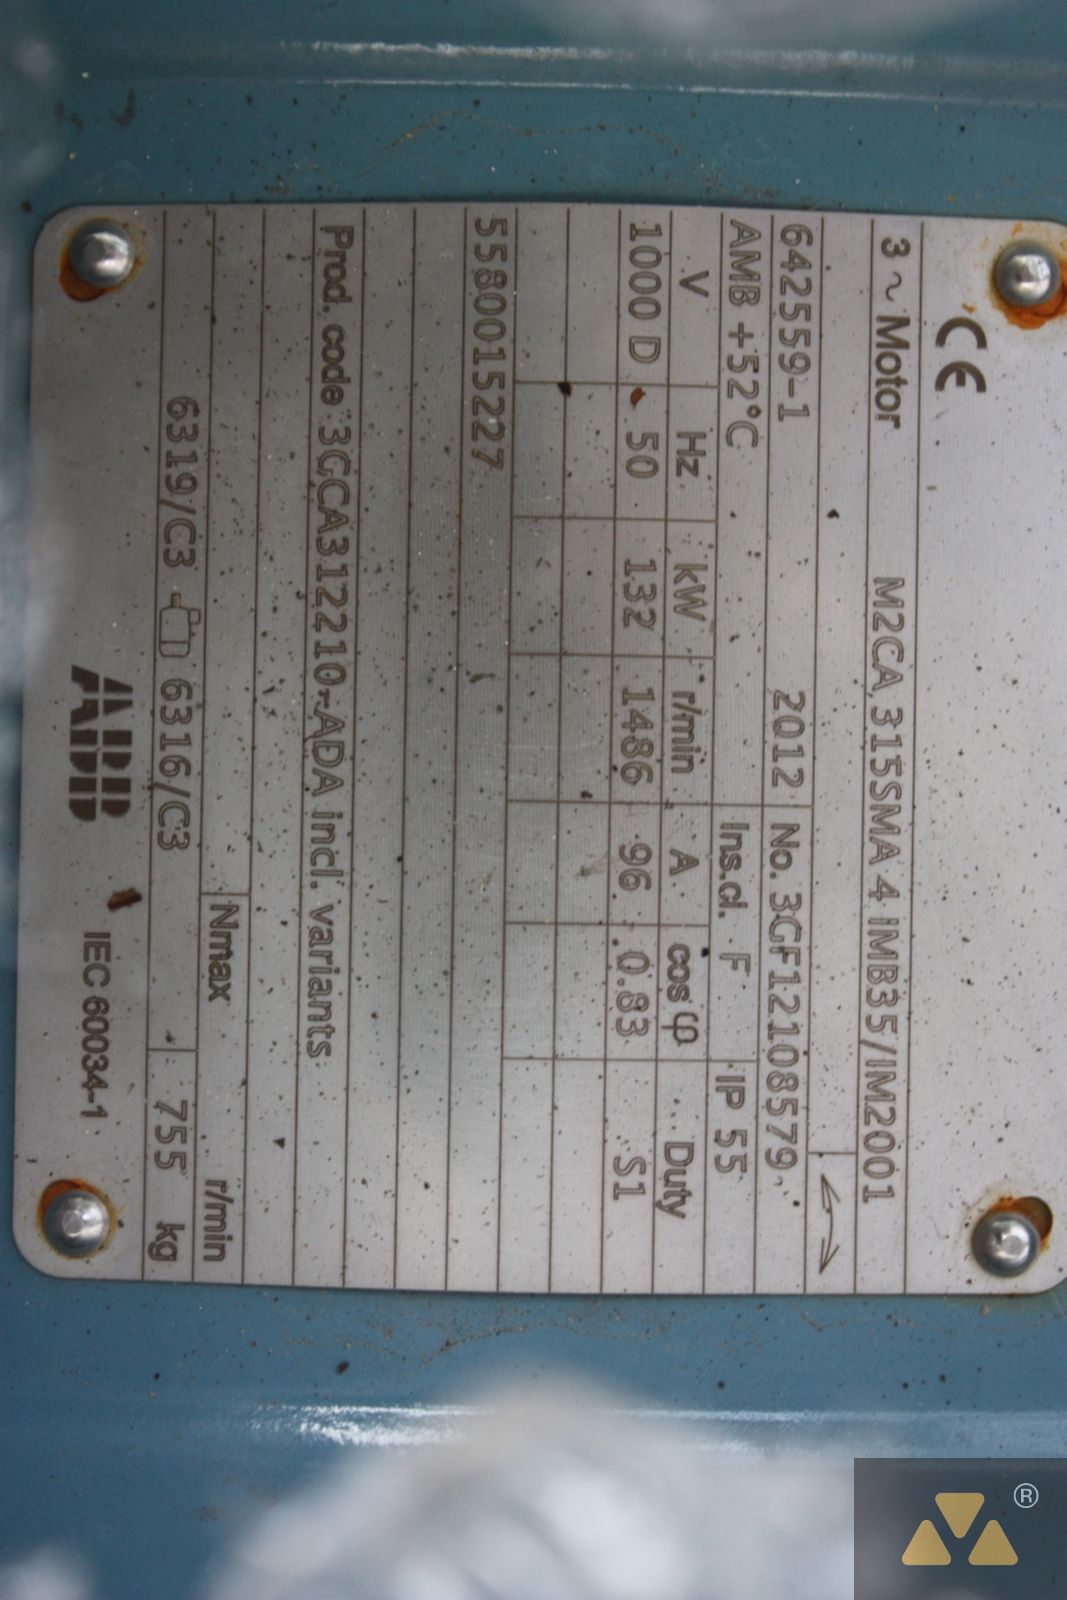 CE
3 ~ Motor M2CA 315SMA 4 IMB35/IM2001
642559-1 2012 No. 3GF12108579
AMB +52°C Ins.cl. F IP 55
V Hz kW r/min A cos φ Duty
1000 D 50 132 1486 96 0.83 S1
5580015227
Prod. code 3GCA312210-ADA incl. variants
Nmax r/min
6319/C3 6316/C3 755 kg
ABB IEC 60034-1
®